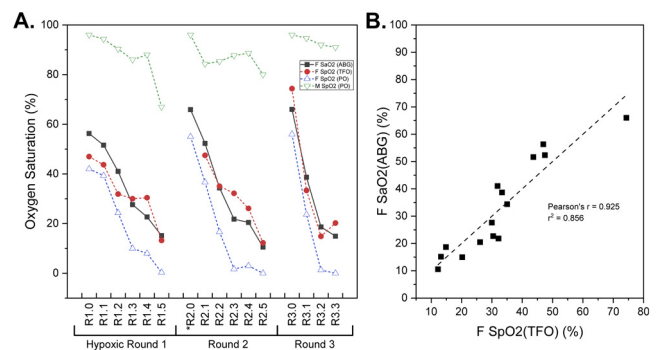 A.
Oxygen Saturation (%)
100
80
60
40
20
0
F SaO2 (ABG)
F SpO2 (TFO)
F SpO2 (PO)
M SpO2 (PO)
R1.0
R1.1
R1.2
R1.3
R1.4
R1.5
*R2.0
R2.1
R2.2
R2.3
R2.4
R2.5
R3.0
R3.1
R3.2
R3.3
Hypoxic Round 1
Round 2
Round 3
B.
F SaO2(ABG) (%)
100
90
80
70
60
50
40
30
20
10
0
Pearson's r = 0.925
r² = 0.856
10
20
30
40
50
60
70
80
F SpO2(TFO) (%)